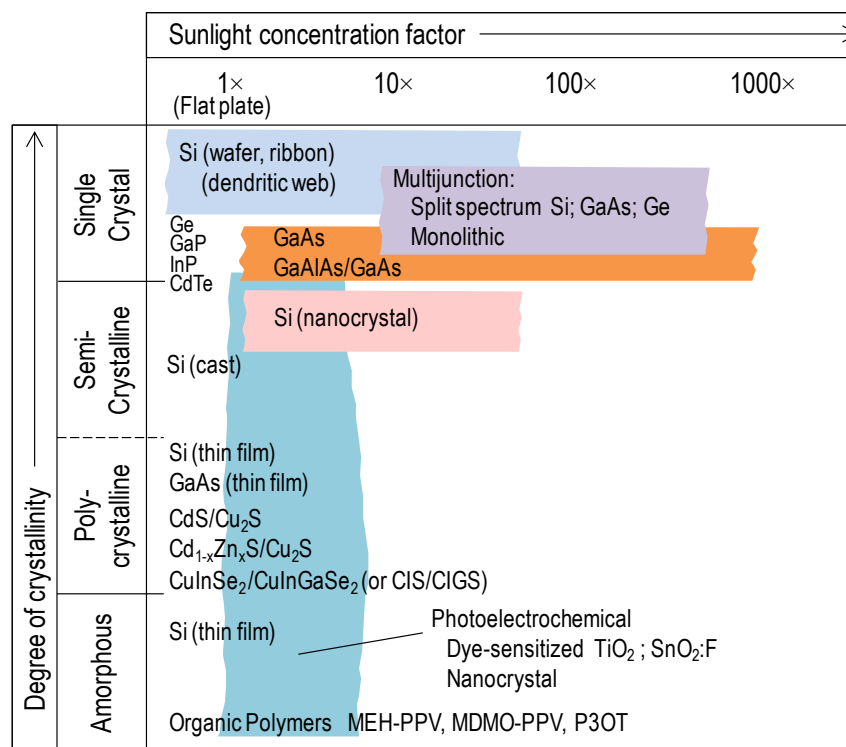 Sunlight concentration factor
1× 10× 100× 1000×
(Flat plate)
Degree of crystallinity
Single
Crystal
Si (wafer, ribbon)
(dendritic web)
Multijunction:
Split spectrum Si; GaAs; Ge
Monolithic
Ge
GaP
InP
CdTe
GaAs
GaAlAs/GaAs
Semi-
Crystalline
Si (nanocrystal)
Si (cast)
Poly-
crystalline
Si (thin film)
GaAs (thin film)
CdS/Cu₂S
Cd₁₋ₓZnₓS/Cu₂S
CuInSe₂/CuInGaSe₂ (or CIS/CIGS)
Amorphous
Si (thin film)
Photoelectrochemical
Dye-sensitized TiO₂ ; SnO₂:F
Nanocrystal
Organic Polymers MEH-PPV, MDMO-PPV, P3OT